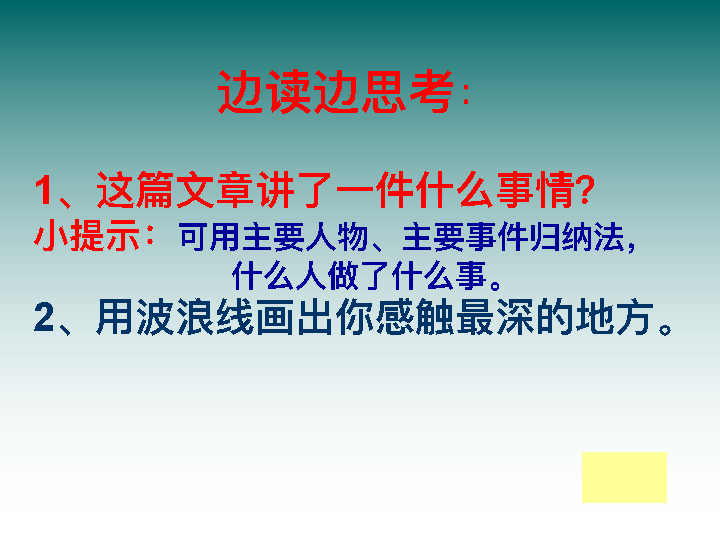 边读边思考：
1、这篇文章讲了一件什么事情?
小提示：可用主要人物、主要事件归纳法，
什么人做了什么事。
2、用波浪线画出你感触最深的地方。